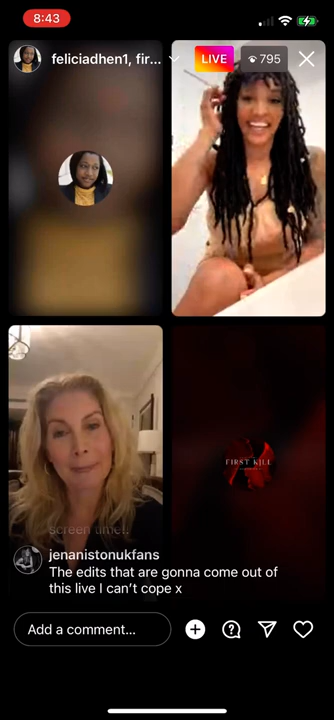 8:43
feliciadhen1, fir...
LIVE
795
FIRST KILL
screen time!!
jenanistonukfans
The edits that are gonna come out of
this live I can't cope x
Add a comment...